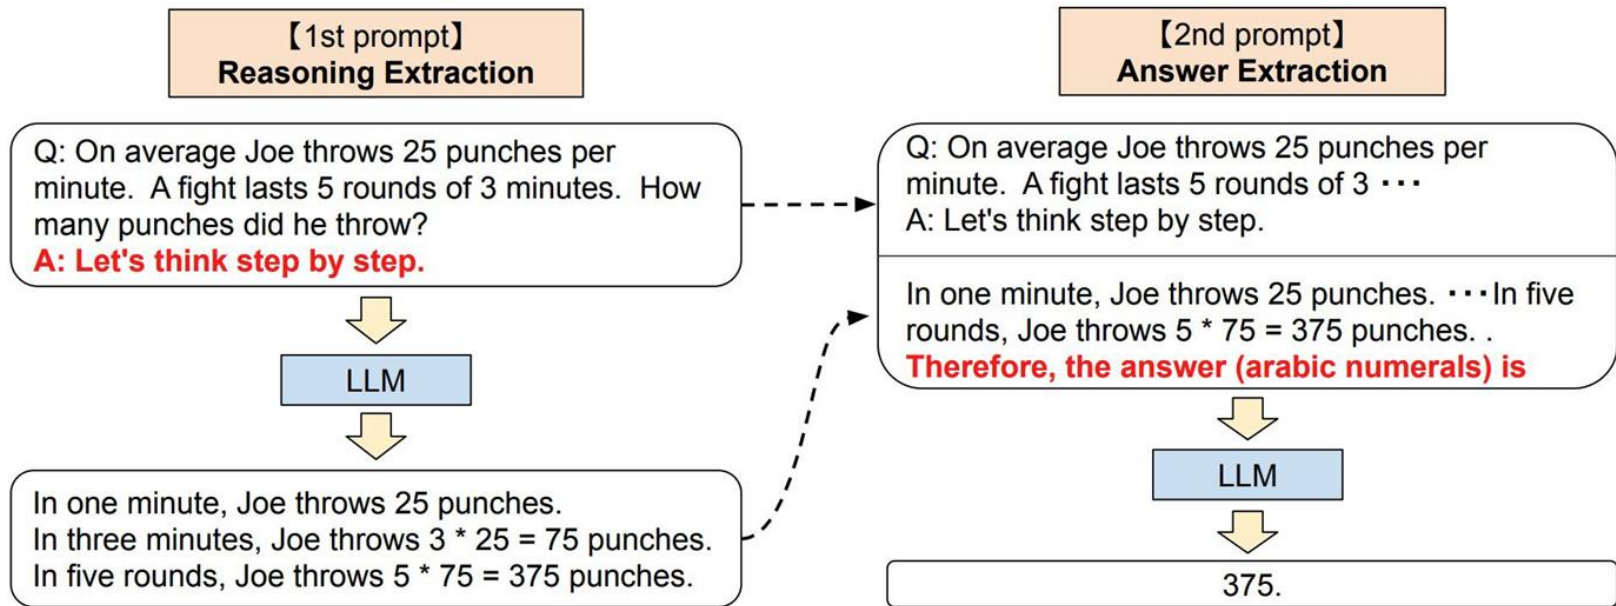 【1st prompt】
Reasoning Extraction
Q: On average Joe throws 25 punches per
minute.  A fight lasts 5 rounds of 3 minutes.  How
many punches did he throw?
A: Let's think step by step.
LLM
In one minute, Joe throws 25 punches.
In three minutes, Joe throws 3 * 25 = 75 punches.
In five rounds, Joe throws 5 * 75 = 375 punches.
【2nd prompt】
Answer Extraction
Q: On average Joe throws 25 punches per
minute.  A fight lasts 5 rounds of 3 ···
A: Let's think step by step.
In one minute, Joe throws 25 punches. ···In five
rounds, Joe throws 5 * 75 = 375 punches. .
Therefore, the answer (arabic numerals) is
LLM
375.